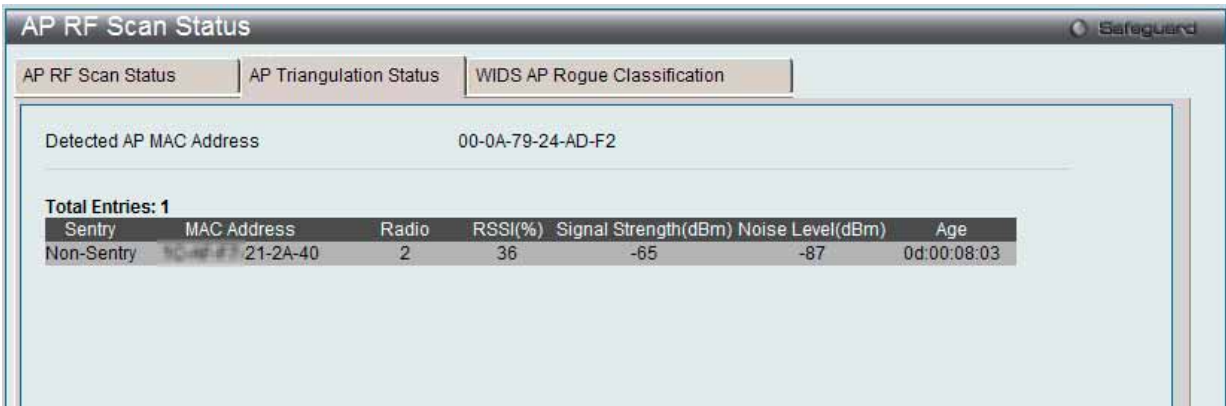 AP RF Scan Status
Safeguard
AP RF Scan Status AP Triangulation Status WIDS AP Rogue Classification
Detected AP MAC Address 00-0A-79-24-AD-F2
Total Entries: 1
Sentry MAC Address Radio RSSI(%) Signal Strength(dBm) Noise Level(dBm) Age
Non-Sentry 21-2A-40 2 36 -65 -87 0d:00:08:03